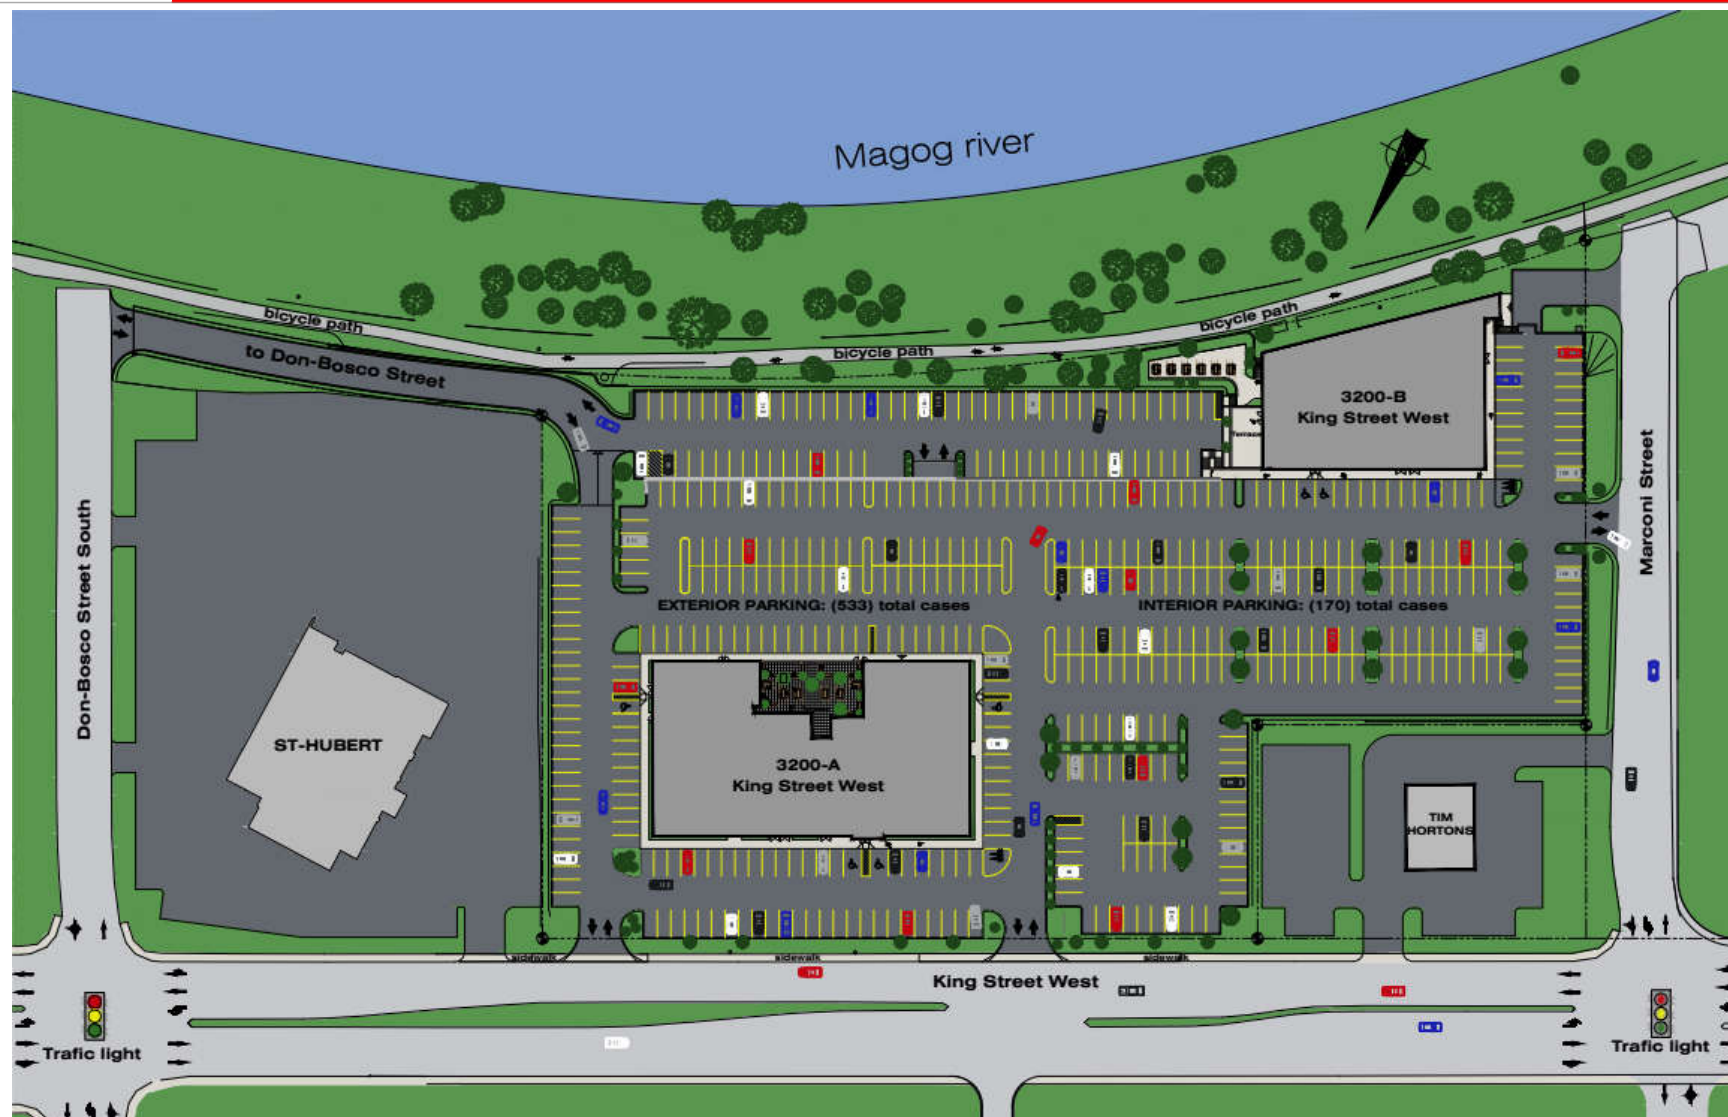 Magog river
bicycle path
bicycle path
bicycle path
to Don-Bosco Street
3200-B
King Street West
Terrasse
Don-Bosco Street South
Marconi Street
EXTERIOR PARKING: (533) total cases
INTERIOR PARKING: (170) total cases
ST-HUBERT
3200-A
King Street West
TIM
HORTONS
sidewalk
sidewalk
sidewalk
King Street West
Trafic light
Trafic light